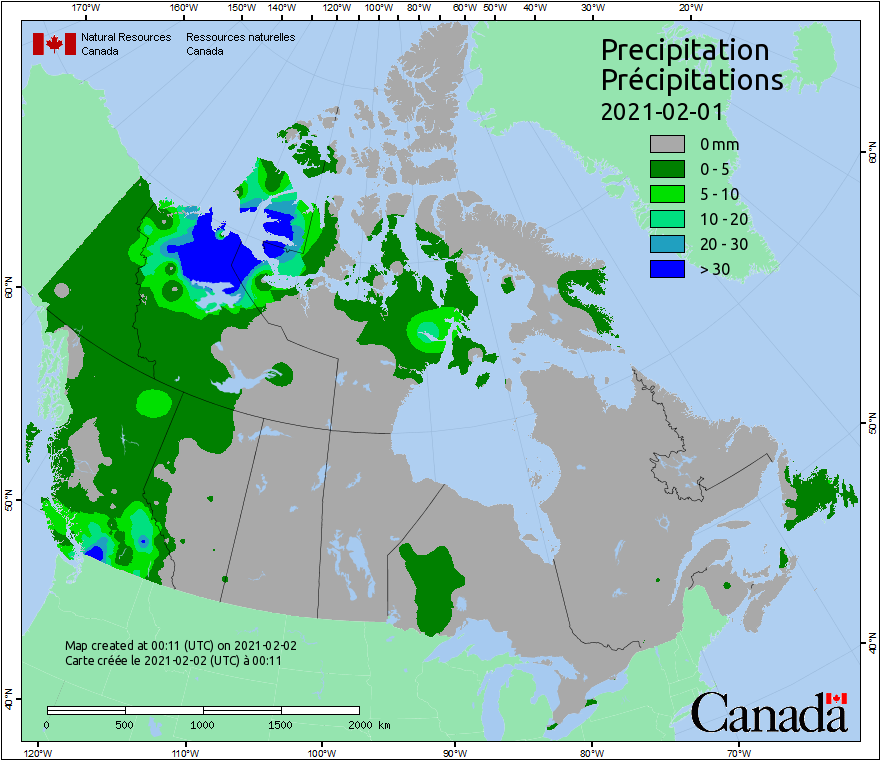 170°W 160°W 150°W 140°W 130°W 120°W 110°W 100°W 90°W 80°W 70°W 60°W 50°W 40°W 30°W 20°W
Natural Resources Ressources naturelles
Canada Canada
Precipitation
Précipitations
2021-02-01
0 mm
0 - 5
5 - 10
10 - 20
20 - 30
> 30
60°N
60°N
50°N
50°N
40°N
40°N
Map created at 00:11 (UTC) on 2021-02-02
Carte créée le 2021-02-02 (UTC) à 00:11
0 500 1000 1500 2000 km
Canada
120°W 110°W 100°W 90°W 80°W 70°W